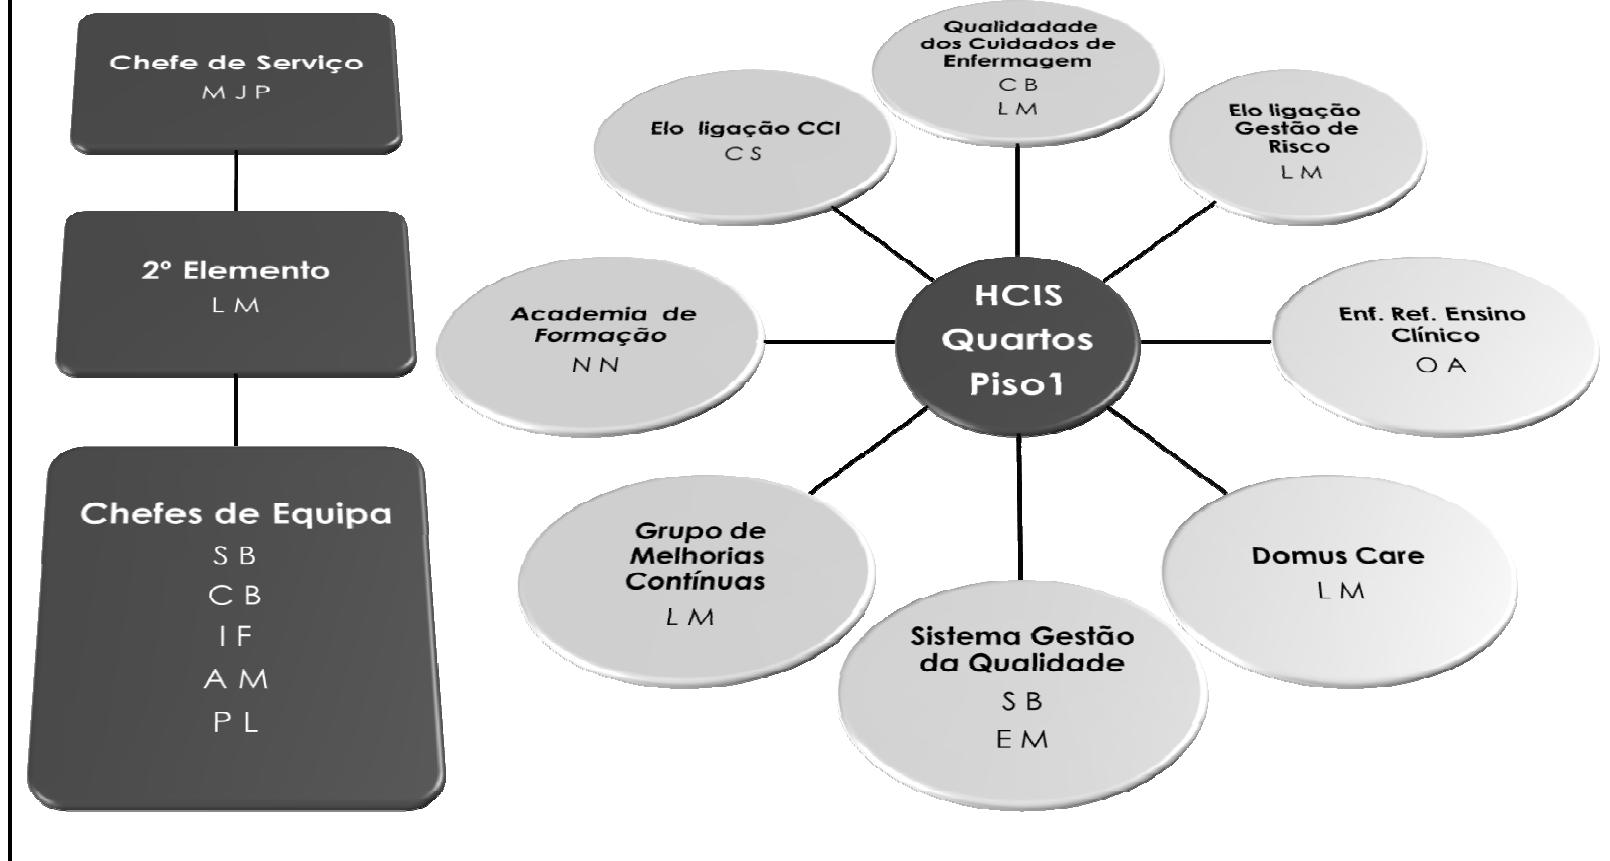 Chefe de Serviço
M J P
2º Elemento
L M
Chefes de Equipa
S B
C B
I F
A M
P L
Qualidadade
dos Cuidados de
Enfermagem
C B
L M
Elo ligação CCI
C S
Elo ligação
Gestão de
Risco
L M
Academia de
Formação
N N
HCIS
Quartos
Piso1
Enf. Ref. Ensino
Clínico
O A
Grupo de
Melhorias
Contínuas
L M
Domus Care
L M
Sistema Gestão
da Qualidade
S B
E M